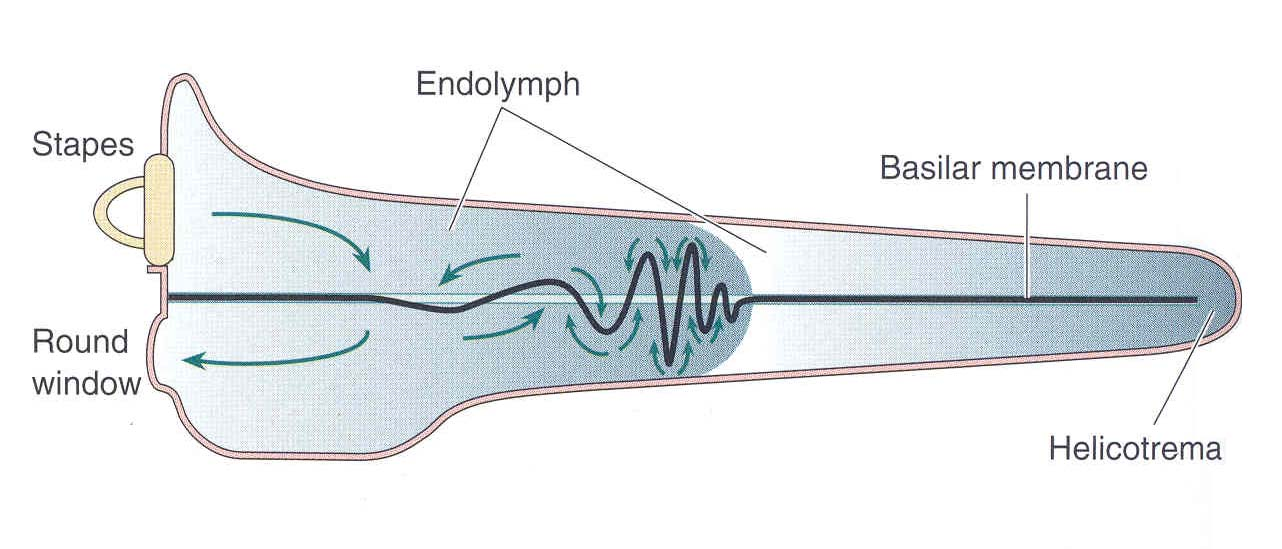 Endolymph
Stapes
Basilar membrane
Round
window
Helicotrema